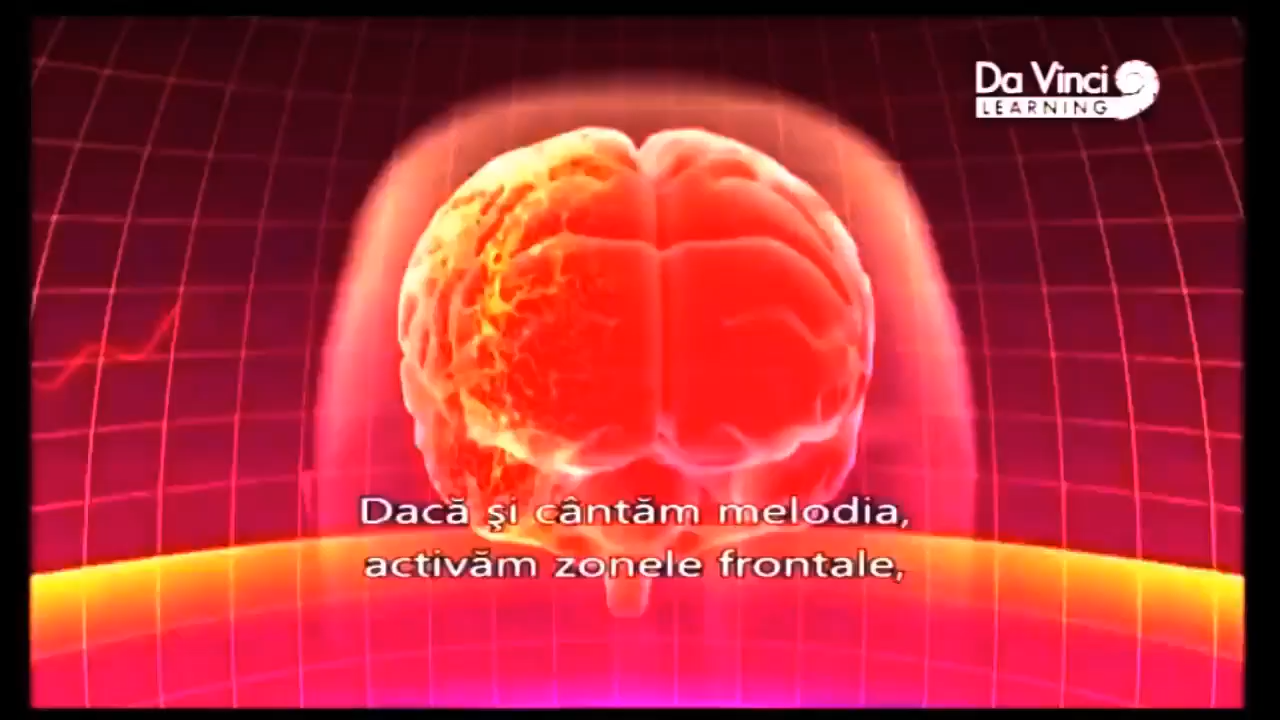 Da Vinci
LEARNING
Dacă şi cântăm melodia,
activăm zonele frontale,